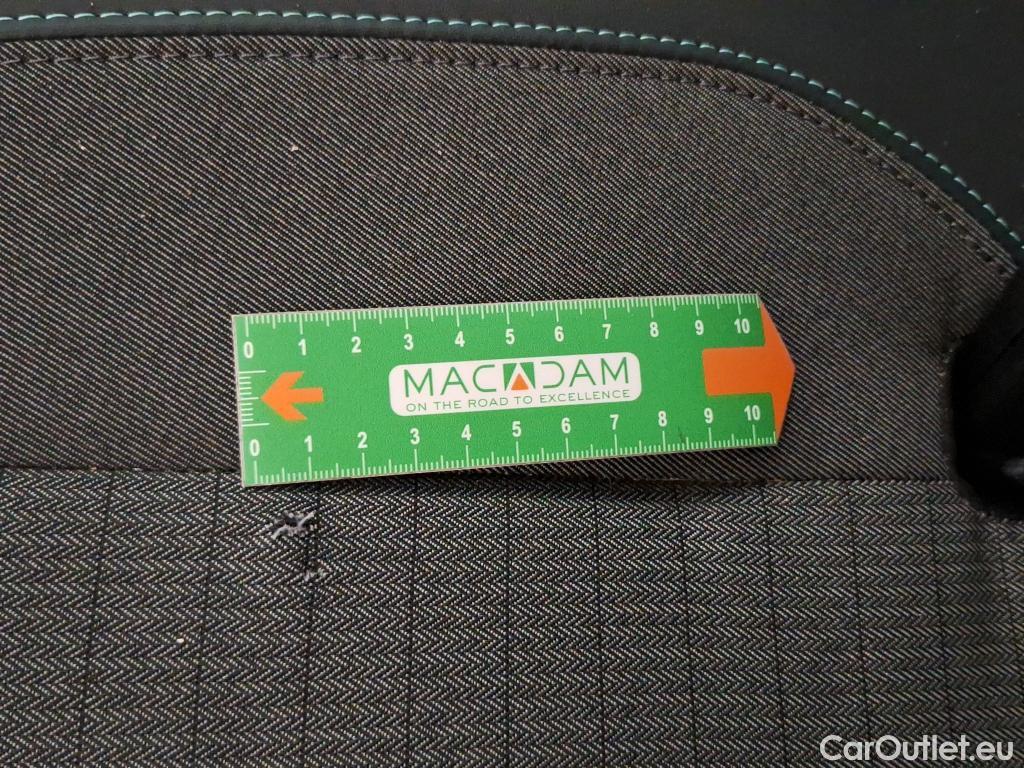 0 1 2 3 4 5 6 7 8 9 10
MACADAM
ON THE ROAD TO EXCELLENCE
0 1 2 3 4 5 6 7 8 9 10
CarOutlet.eu